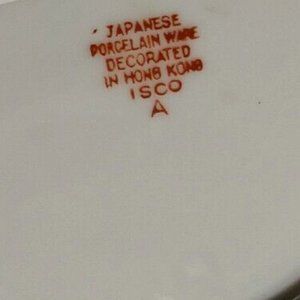 JAPANESE
PORCELAIN WARE
DECORATED
IN HONG KONG
ISCO
A